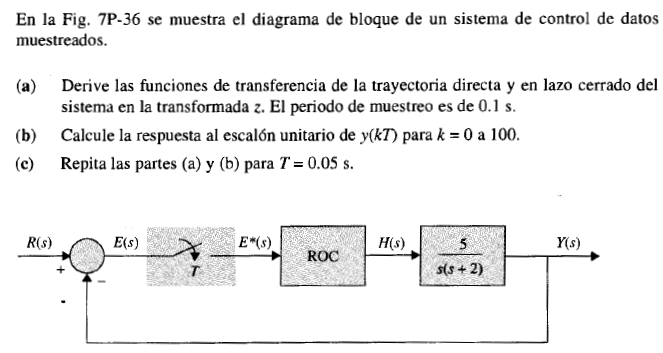 En la Fig. 7P-36 se muestra el diagrama de bloque de un sistema de control de datos
muestreados.
(a) Derive las funciones de transferencia de la trayectoria directa y en lazo cerrado del
sistema en la transformada z. El periodo de muestreo es de 0.1 s.
(b) Calcule la respuesta al escalón unitario de y(kT) para k = 0 a 100.
(c) Repita las partes (a) y (b) para T = 0.05 s.
R(s) E(s) E*(s) H(s) Y(s)
+ − T ROC 5
s(s + 2)